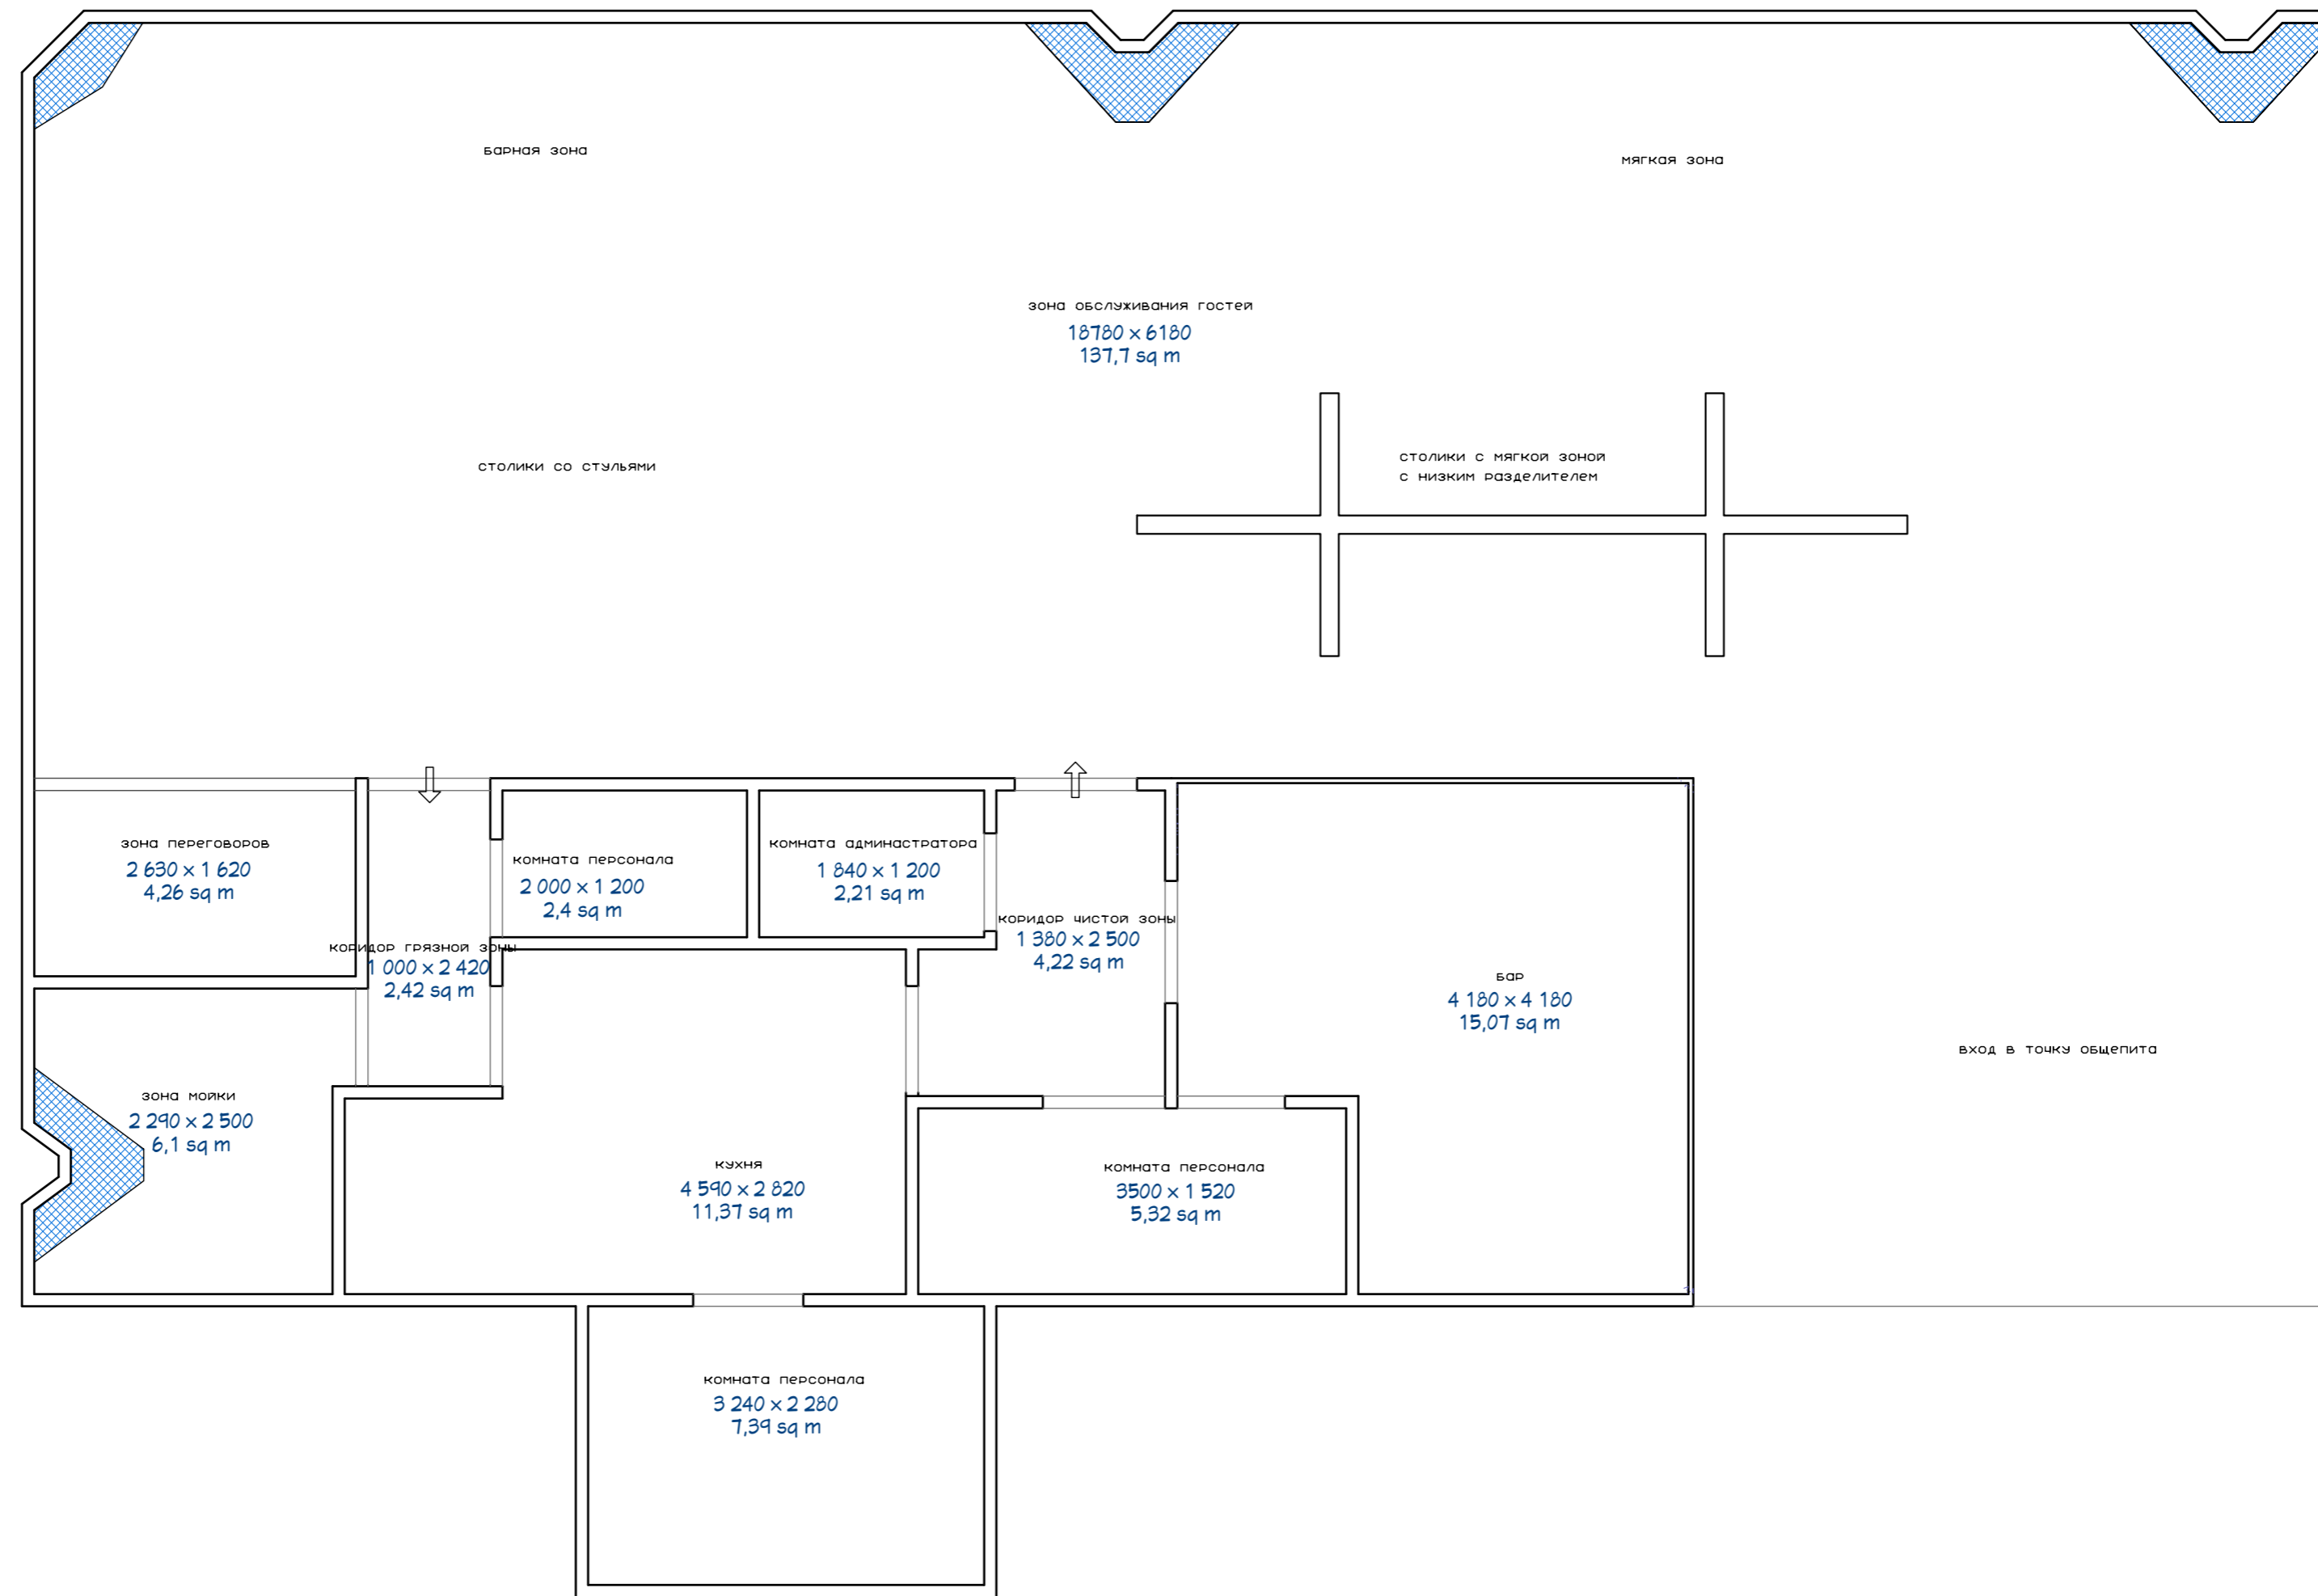 барная зона
мягкая зона
зона обслуживания гостей
18780 × 6180
137,7 sq m
столики со стульями
столики с мягкой зоной
с низким разделителем
зона переговоров
2 630 × 1 620
4,26 sq m
комната персонала
2 000 × 1 200
2,4 sq m
комната админастратора
1 840 × 1 200
2,21 sq m
коридор грязной зоны
1 000 × 2 420
2,42 sq m
коридор чистой зоны
1 380 × 2 500
4,22 sq m
бар
4 180 × 4 180
15,07 sq m
вход в точку общепита
зона мойки
2 290 × 2 500
6,1 sq m
кухня
4 590 × 2 820
11,37 sq m
комната персонала
3500 × 1 520
5,32 sq m
комната персонала
3 240 × 2 280
7,39 sq m